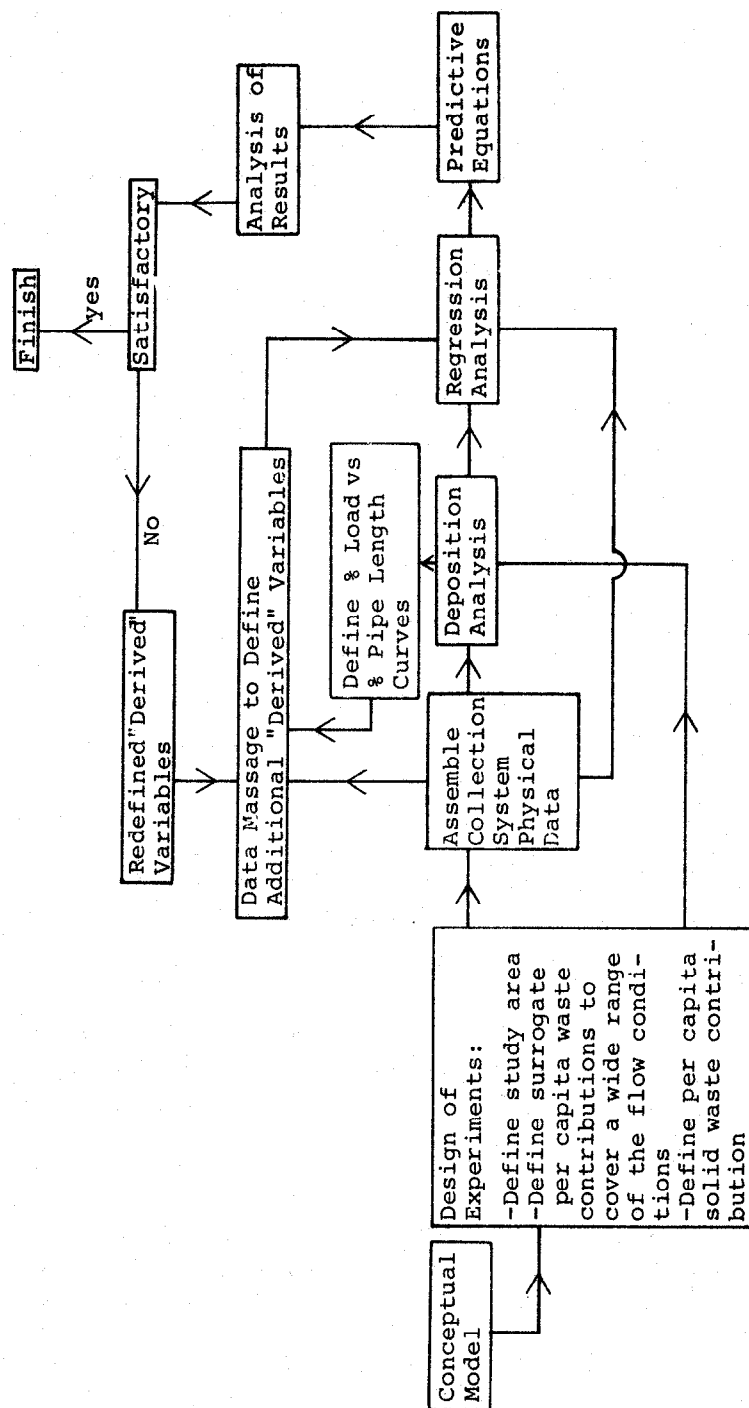 Conceptual
Model
Design of
Experiments:
-Define study area
-Define surrogate
per capita waste
contributions to
cover a wide range
of the flow condi-
tions
-Define per capita
solid waste contri-
bution
Assemble
Collection
System
Physical
Data
Deposition
Analysis
Define % Load vs
% Pipe Length
Curves
Data Massage to Define
Additional "Derived" Variables
Regression
Analysis
Predictive
Equations
Analysis of
Results
Satisfactory
yes
Finish
No
Redefined"Derived"
Variables